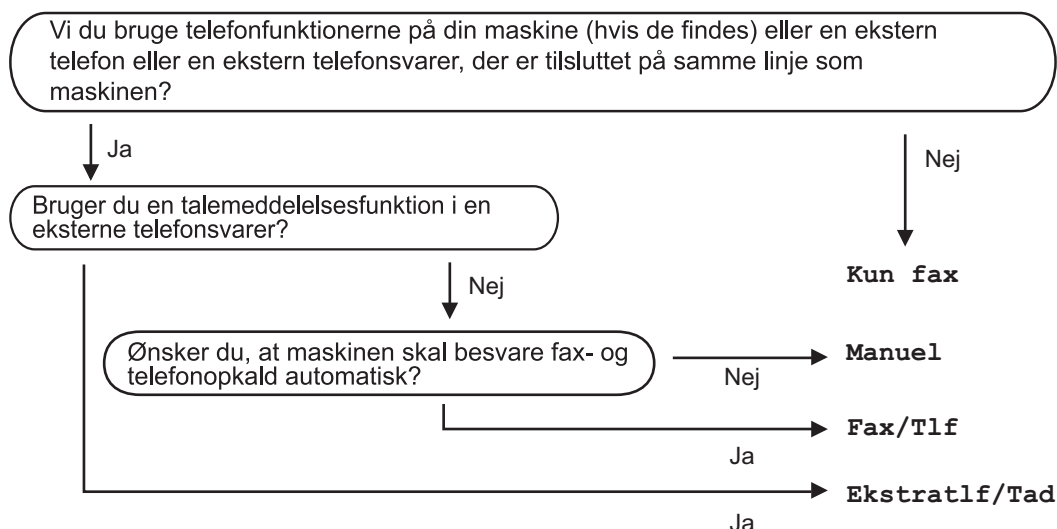 Vi du bruge telefonfunktionerne på din maskine (hvis de findes) eller en ekstern
telefon eller en ekstern telefonsvarer, der er tilsluttet på samme linje som
maskinen?
Ja
Nej
Bruger du en talemeddelelsesfunktion i en
eksterne telefonsvarer?
Kun fax
Nej
Ønsker du, at maskinen skal besvare fax- og
telefonopkald automatisk?
Manuel
Nej
Fax/Tlf
Ja
Ekstratlf/Tad
Ja